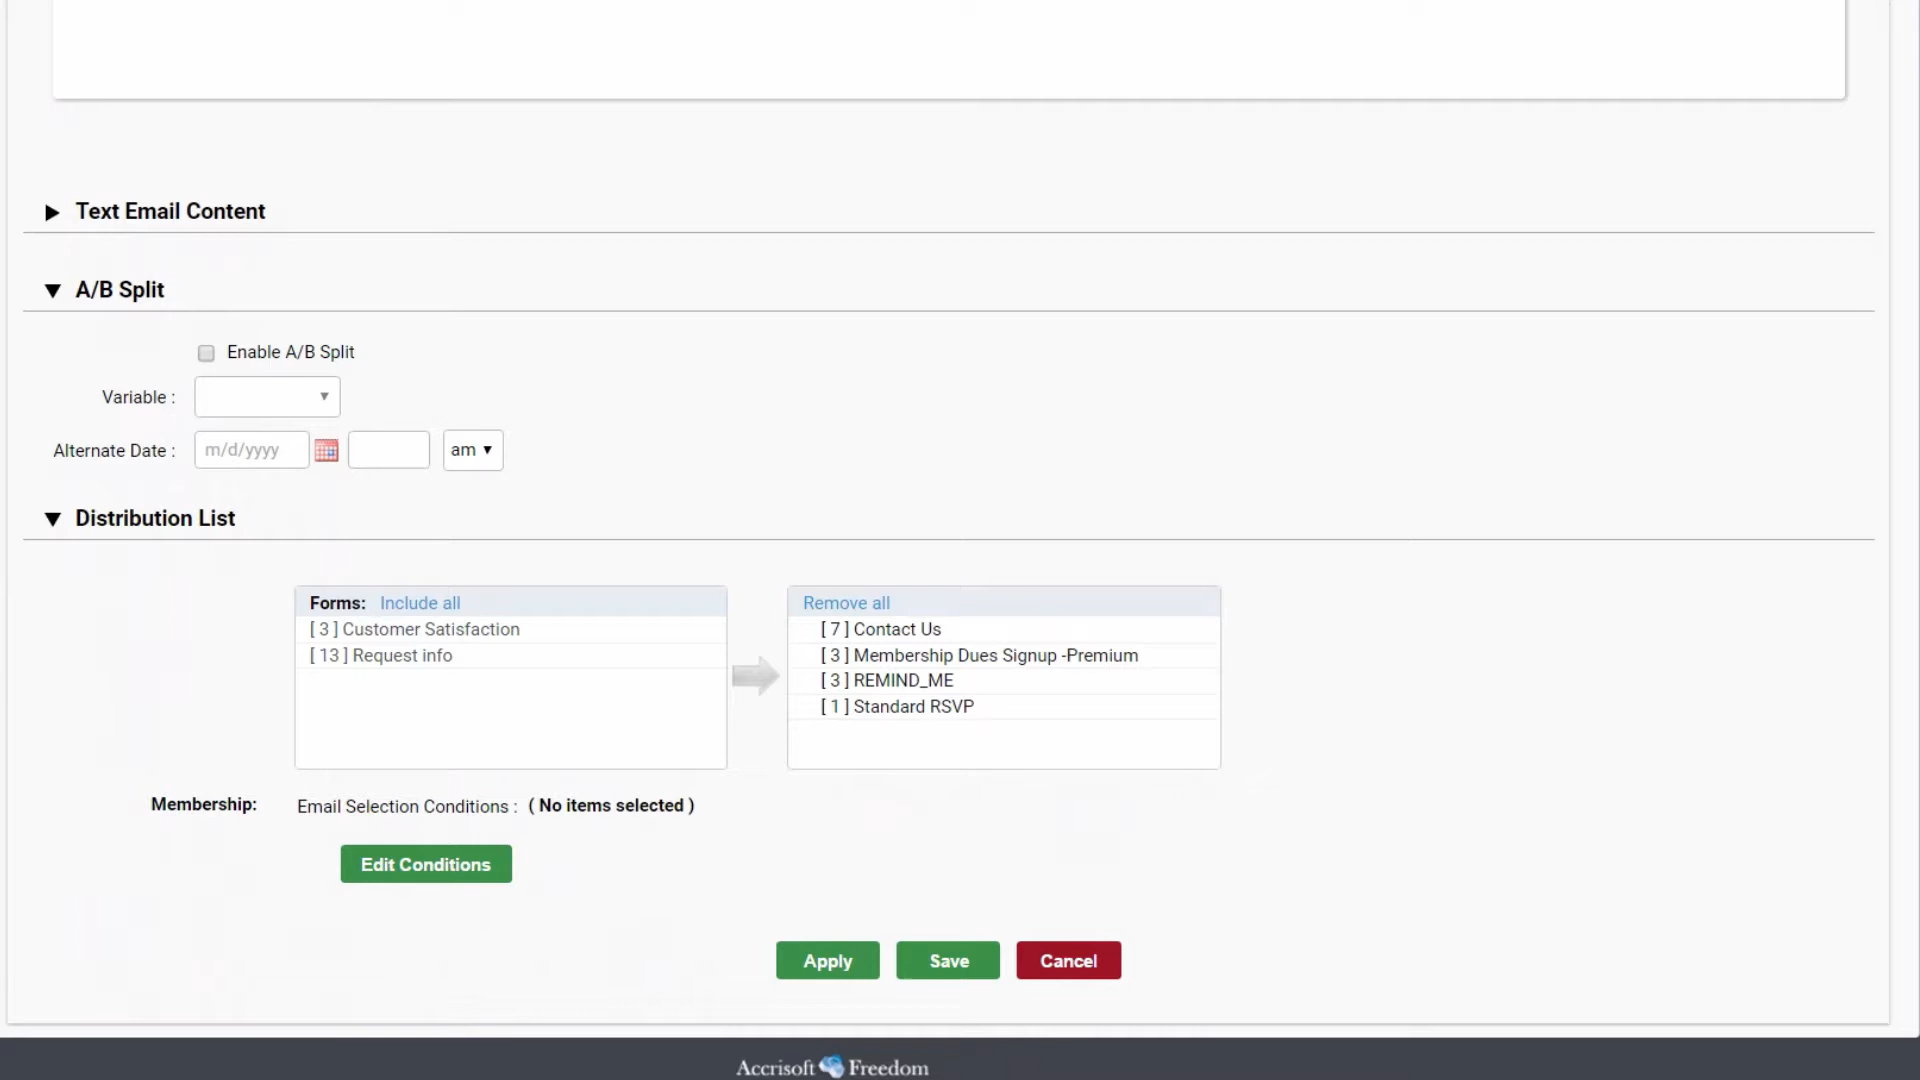 Text Email Content
A/B Split
Enable A/B Split
Variable :
Alternate Date : m/d/yyyy am
Distribution List
Forms: Include all
[ 3 ] Customer Satisfaction
[ 13 ] Request info
Remove all
[ 7 ] Contact Us
[ 3 ] Membership Dues Signup -Premium
[ 3 ] REMIND_ME
[ 1 ] Standard RSVP
Membership: Email Selection Conditions : ( No items selected )
Edit Conditions
Apply Save Cancel
Accrisoft Freedom